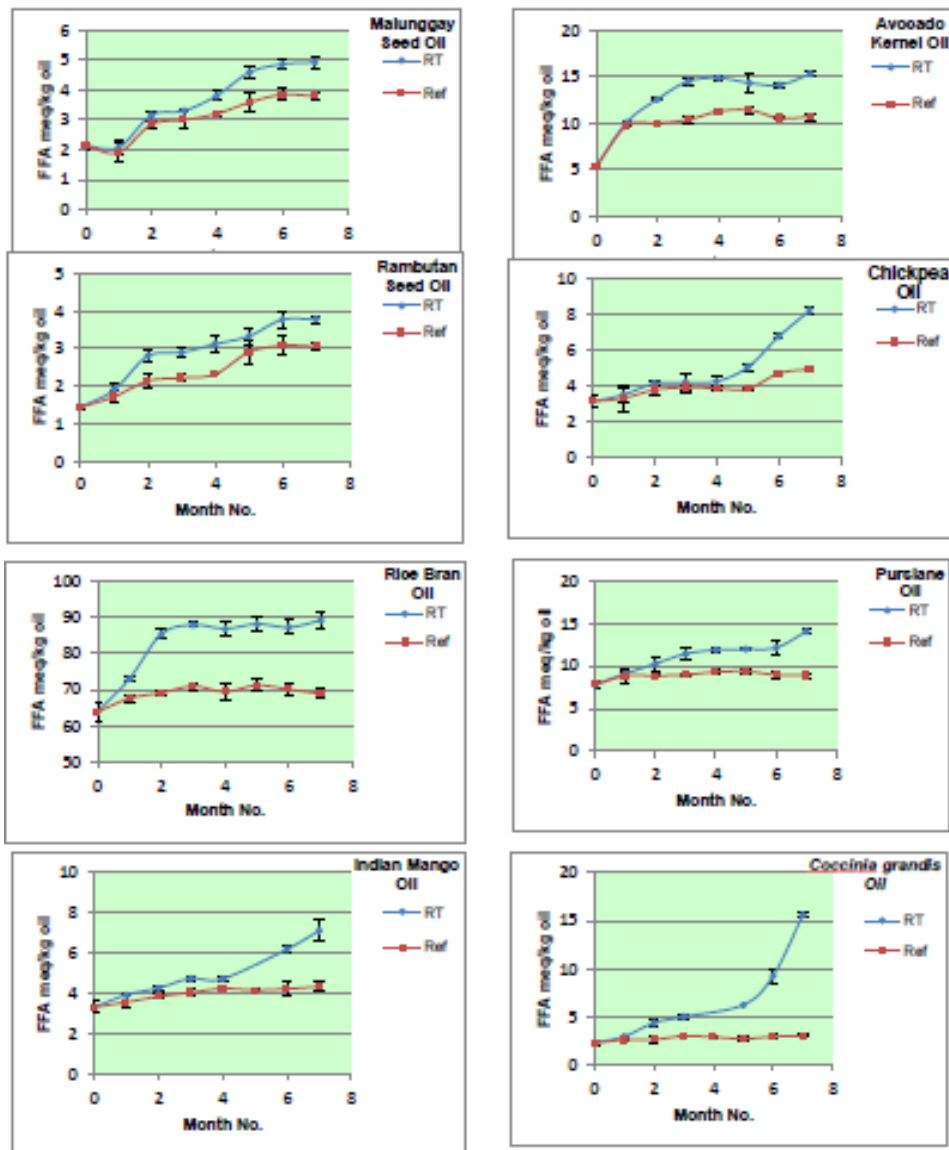 Malunggay
Seed Oil
RT
Ref
FFA meq/kg oil
6
5
4
3
2
1
0
0 2 4 6 8
Avocado
Kernel Oil
RT
Ref
FFA meq/kg oil
20
15
10
5
0
0 2 4 6 8
Rambutan
Seed Oil
RT
Ref
FFA meq/kg oil
5
4
3
2
1
0
0 2 4 6 8
Month No.
Chickpea
Oil
RT
Ref
FFA meq/kg oil
10
8
6
4
2
0
0 2 4 6 8
Month No.
Rice Bran
Oil
RT
Ref
FFA meq/kg oil
100
90
80
70
60
50
0 2 4 6 8
Month No.
Purslane
Oil
RT
Ref
FFA meq/kg oil
20
15
10
5
0
0 2 4 6 8
Month No.
Indian Mango
Oil
RT
Ref
FFA meq/kg oil
10
8
6
4
2
0
0 2 4 6 8
Month No.
Coccinia grandis
Oil
RT
Ref
FFA meq/kg oil
20
15
10
5
0
0 2 4 6 8
Month No.